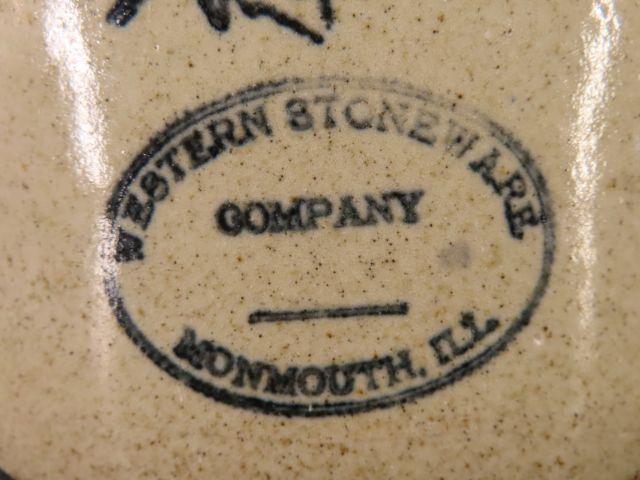 WESTERN STONEWARE
COMPANY
MONMOUTH, ILL.